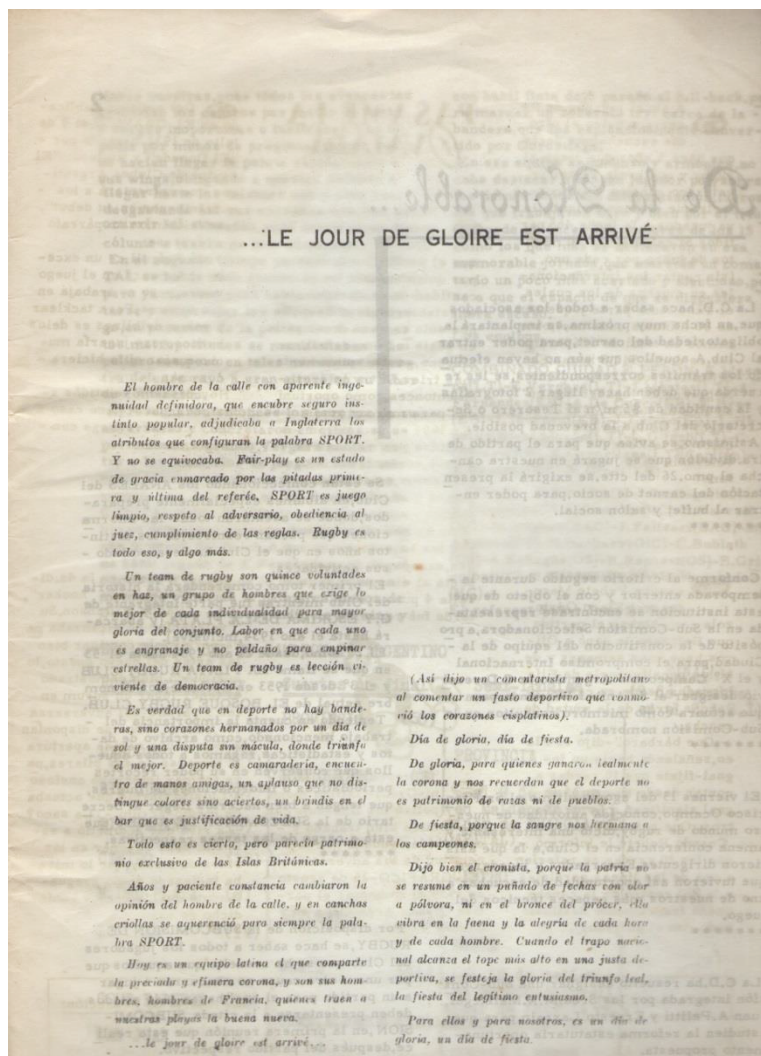 ...LE JOUR DE GLOIRE EST ARRIVÉ
El hombre de la calle con aparente inge-
nuidad definidora, que encubre seguro ins-
tinto popular, adjudicaba a Inglaterra los
atributos que configuran la palabra SPORT.
Y no se equivocaba. Fair-play es un estado
de gracia enmarcado por las pitadas prime-
ra y última del referée, SPORT es juego
limpio, respeto al adversario, obediencia al
juez, cumplimiento de las reglas. Rugby es
todo eso, y algo más.
Un team de rugby son quince voluntades
en haz, un grupo de hombres que exige lo
mejor de cada individualidad para mayor
gloria del conjunto. Labor en que cada uno
es engranaje y no peldaño para empinar
estrellas. Un team de rugby es lección vi-
viente de democracia.
Es verdad que en deporte no hay bande-
ras, sino corazones hermanados por un día de
sol y una disputa sin mácula, donde triunfa
el mejor. Deporte es camaradería, encuen-
tro de manos amigas, un aplauso que no dis-
tingue colores sino aciertos, un brindis en el
bar que es justificación de vida.
Todo esto es cierto, pero parecía patrimo-
nio exclusivo de las Islas Británicas.
Años y paciente constancia cambiaron la
opinión del hombre de la calle, y en canchas
criollas se aquerenció para siempre la pala-
bra SPORT.
Hoy es un equipo latino el que comparte
la preciada y efímera corona, y son sus hom-
bres, hombres de Francia, quienes traen a
nuestras playas la buena nueva.
...le jour de gloire est arrivé...
(Así dijo un comentarista metropolitano
al comentar un fasto deportivo que conmo-
vió los corazones cisplatinos).
Día de gloria, día de fiesta.
De gloria, para quienes ganaron lealmente
la corona y nos recuerdan que el deporte no
es patrimonio de razas ni de pueblos.
De fiesta, porque la sangre nos hermana a
los campeones.
Dijo bien el cronista, porque la patria no
se resume en un puñado de fechas con olor
a pólvora, ni en el bronce del prócer, ella
vibra en la faena y la alegría de cada hora
y de cada hombre. Cuando el trapo nacio-
nal alcanza el tope más alto en una justa de-
portiva, se festeja la gloria del triunfo leal,
la fiesta del legítimo entusiasmo.
Para ellos y para nosotros, es un día de
gloria, un día de fiesta.